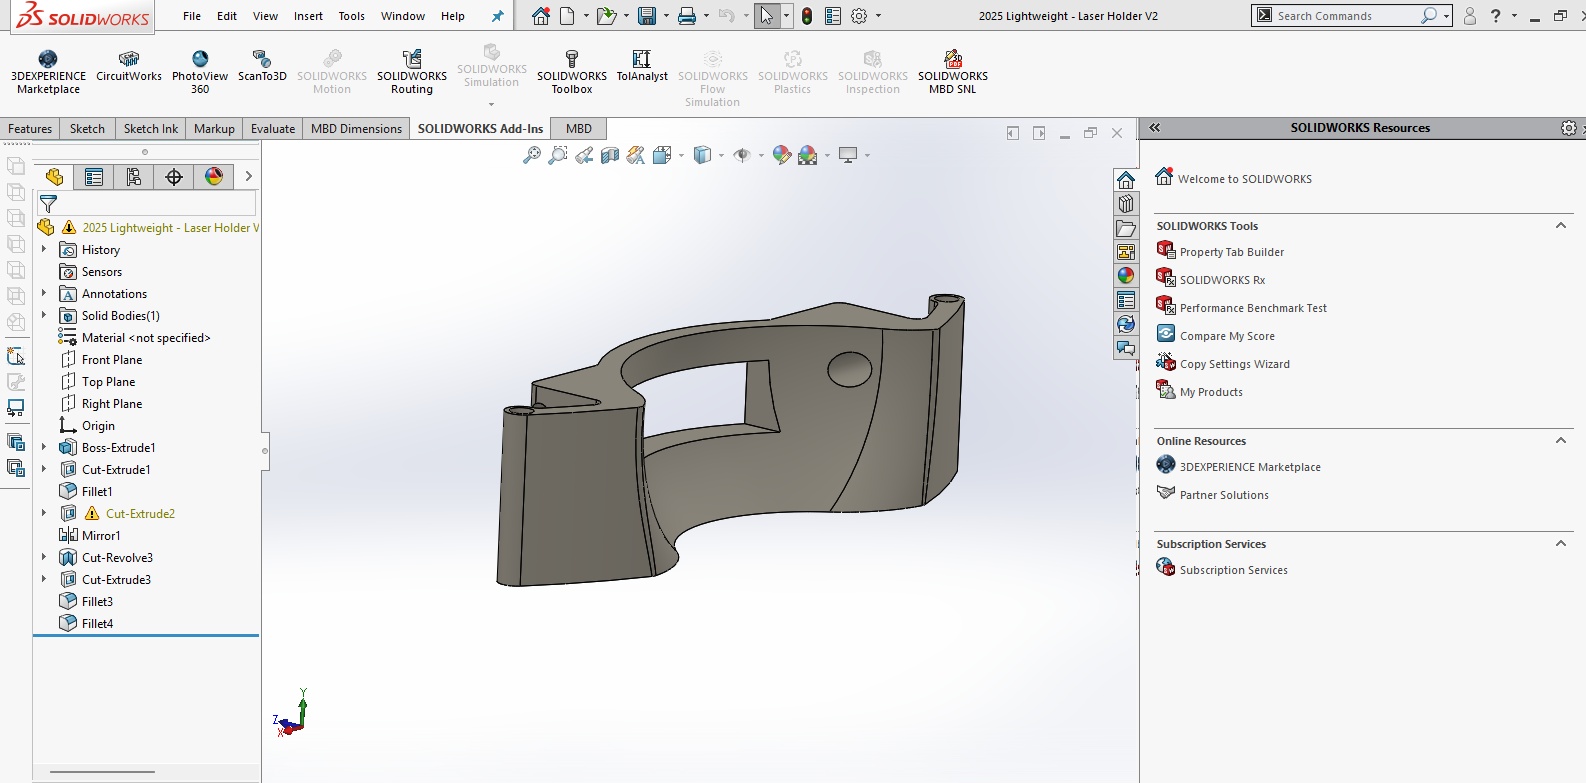 SOLIDWORKS
File Edit View Insert Tools Window Help
2025 Lightweight - Laser Holder V2
Search Commands
?
3DEXPERIENCE
Marketplace
CircuitWorks
PhotoView
360
ScanTo3D
SOLIDWORKS
Motion
SOLIDWORKS
Routing
SOLIDWORKS
Simulation
SOLIDWORKS
Toolbox
TolAnalyst
SOLIDWORKS
Flow
Simulation
SOLIDWORKS
Plastics
SOLIDWORKS
Inspection
SOLIDWORKS
MBD SNL
Features Sketch Sketch Ink Markup Evaluate MBD Dimensions SOLIDWORKS Add-Ins MBD
2025 Lightweight - Laser Holder V
History
Sensors
Annotations
Solid Bodies(1)
Material <not specified>
Front Plane
Top Plane
Right Plane
Origin
Boss-Extrude1
Cut-Extrude1
Fillet1
Cut-Extrude2
Mirror1
Cut-Revolve3
Cut-Extrude3
Fillet3
Fillet4
Y
Z
X
SOLIDWORKS Resources
Welcome to SOLIDWORKS
SOLIDWORKS Tools
Property Tab Builder
SOLIDWORKS Rx
Performance Benchmark Test
Compare My Score
Copy Settings Wizard
My Products
Online Resources
3DEXPERIENCE Marketplace
Partner Solutions
Subscription Services
Subscription Services